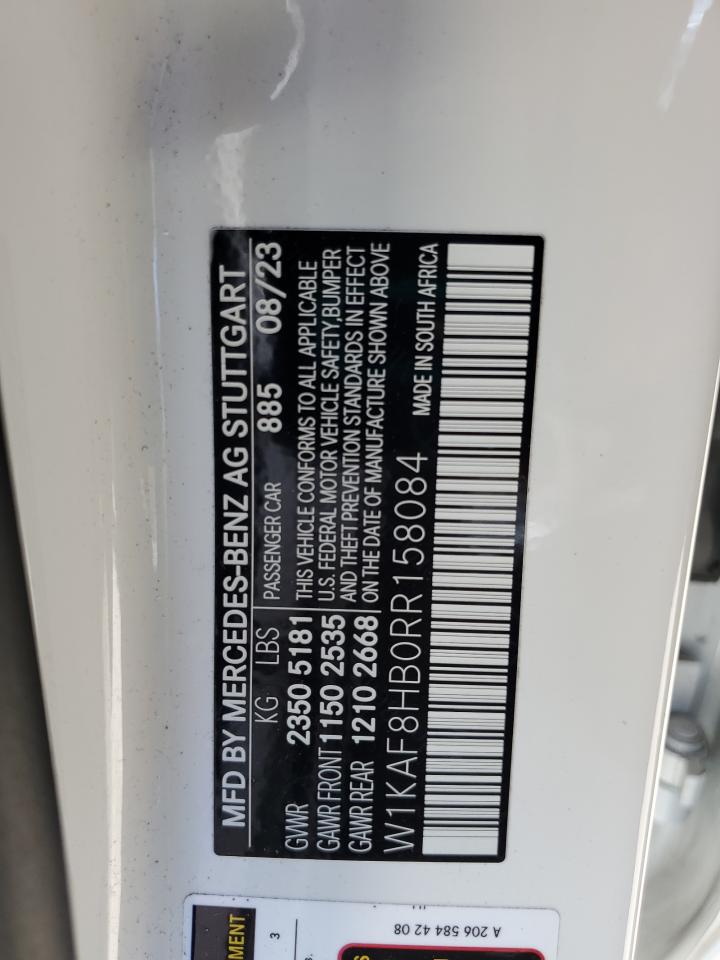 MFD BY MERCEDES-BENZ AG STUTTGART
KG LBS PASSENGER CAR 885 08/23
GVWR 2350 5181 THIS VEHICLE CONFORMS TO ALL APPLICABLE
GAWR FRONT 1150 2535 U.S. FEDERAL MOTOR VEHICLE SAFETY,BUMPER
GAWR REAR 1210 2668 AND THEFT PREVENTION STANDARDS IN EFFECT
ON THE DATE OF MANUFACTURE SHOWN ABOVE
W1KAF8HB0RR158084 MADE IN SOUTH AFRICA
MENT
3
A 206 584 42 08